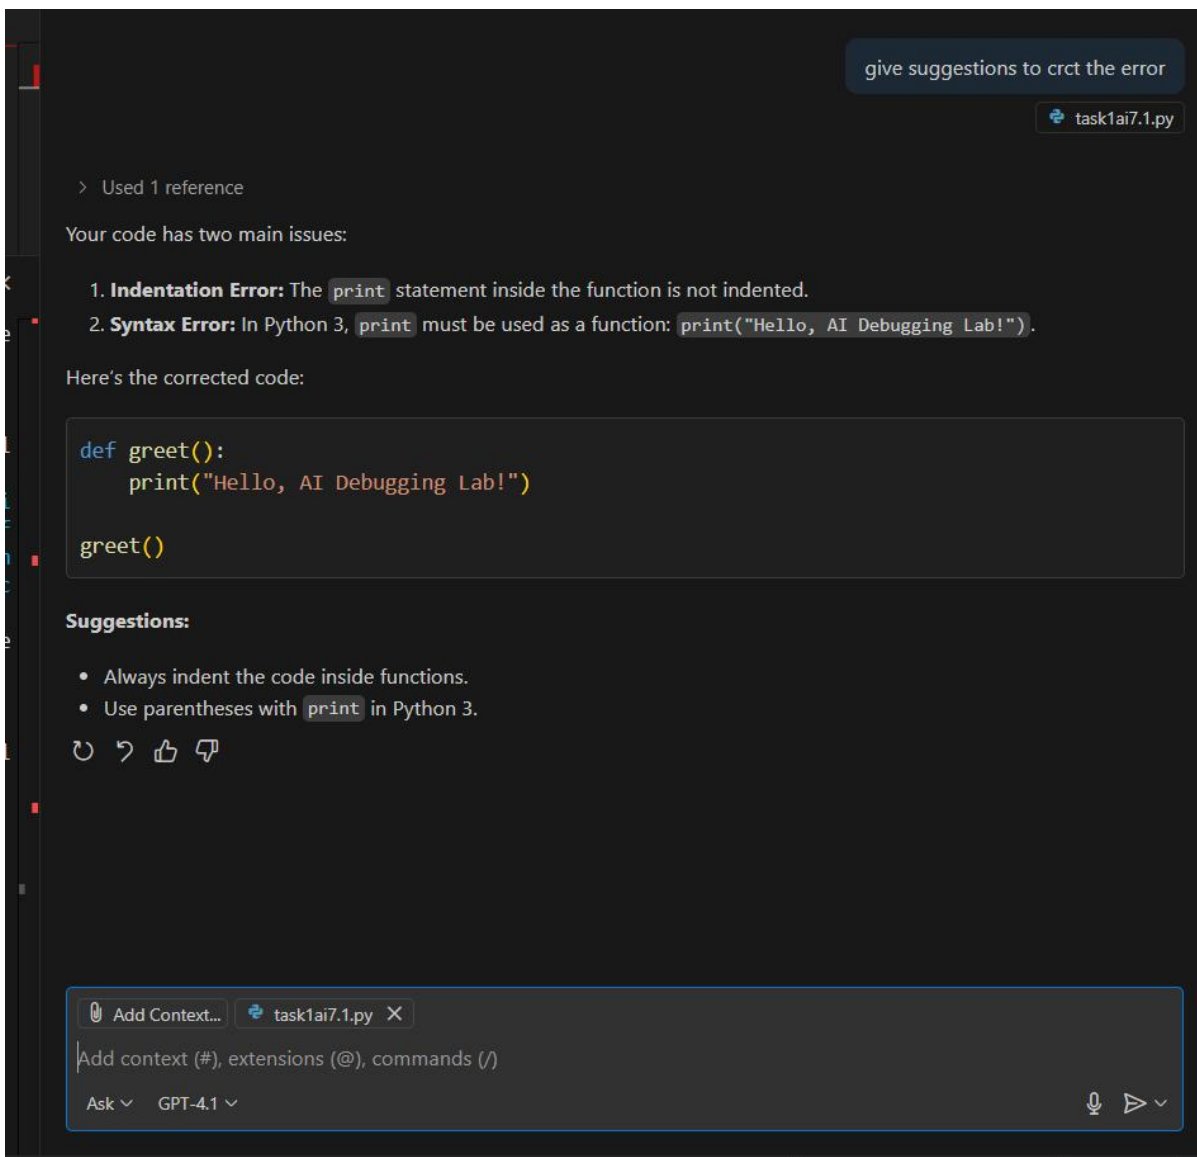 give suggestions to crct the error
task1ai7.1.py
Used 1 reference
Your code has two main issues:
1. Indentation Error: The print statement inside the function is not indented.
2. Syntax Error: In Python 3, print must be used as a function: print("Hello, AI Debugging Lab!").
Here's the corrected code:
def greet():
    print("Hello, AI Debugging Lab!")
greet()
Suggestions:
• Always indent the code inside functions.
• Use parentheses with print in Python 3.
Add Context... task1ai7.1.py
Add context (#), extensions (@), commands (/)
Ask GPT-4.1